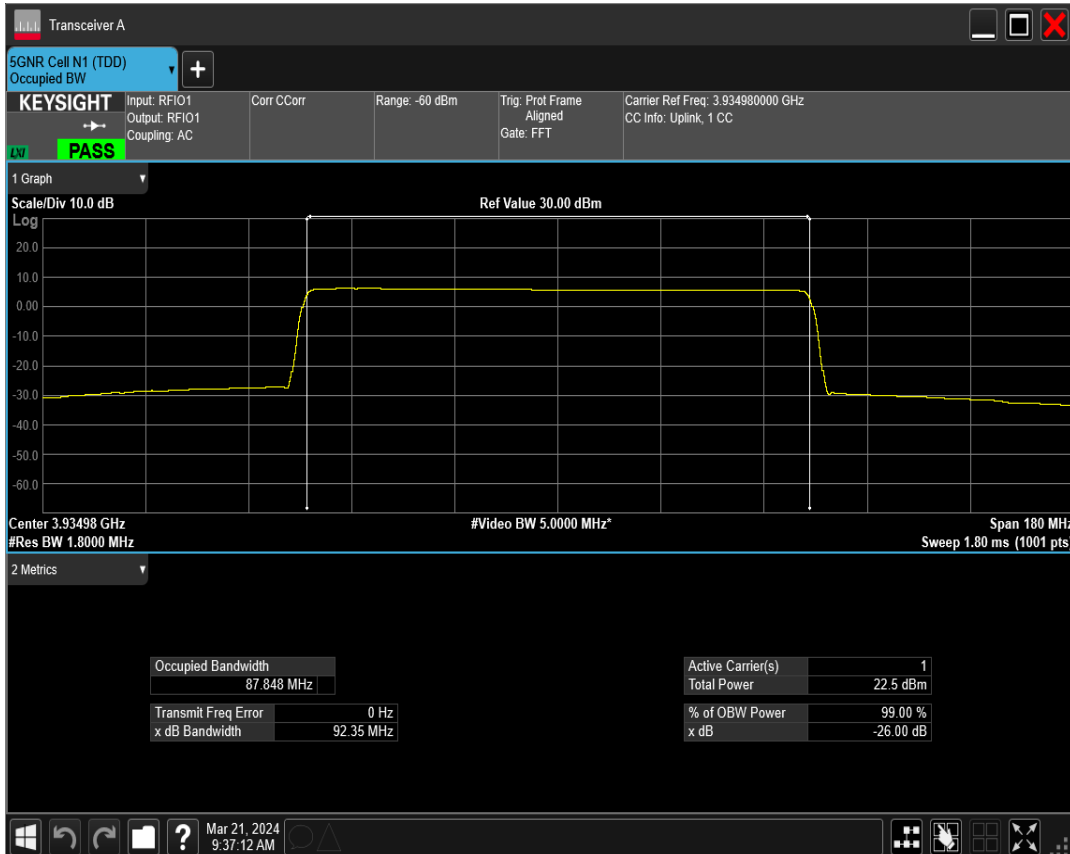 Transceiver A
5GNR Cell N1 (TDD)
Occupied BW
+
KEYSIGHT
LXI
PASS
Input: RFIO1
Output: RFIO1
Coupling: AC
Corr CCorr
Range: -60 dBm
Trig: Prot Frame
Aligned
Gate: FFT
Carrier Ref Freq: 3.934980000 GHz
CC Info: Uplink, 1 CC
1 Graph
Scale/Div 10.0 dB
Ref Value 30.00 dBm
Log
20.0
10.0
0.00
-10.0
-20.0
-30.0
-40.0
-50.0
-60.0
Center 3.93498 GHz
#Video BW 5.0000 MHz*
Span 180 MHz
#Res BW 1.8000 MHz
Sweep 1.80 ms (1001 pts)
2 Metrics
Occupied Bandwidth
87.848 MHz
Transmit Freq Error 0 Hz
x dB Bandwidth 92.35 MHz
Active Carrier(s) 1
Total Power 22.5 dBm
% of OBW Power 99.00 %
x dB -26.00 dB
?
Mar 21, 2024
9:37:12 AM